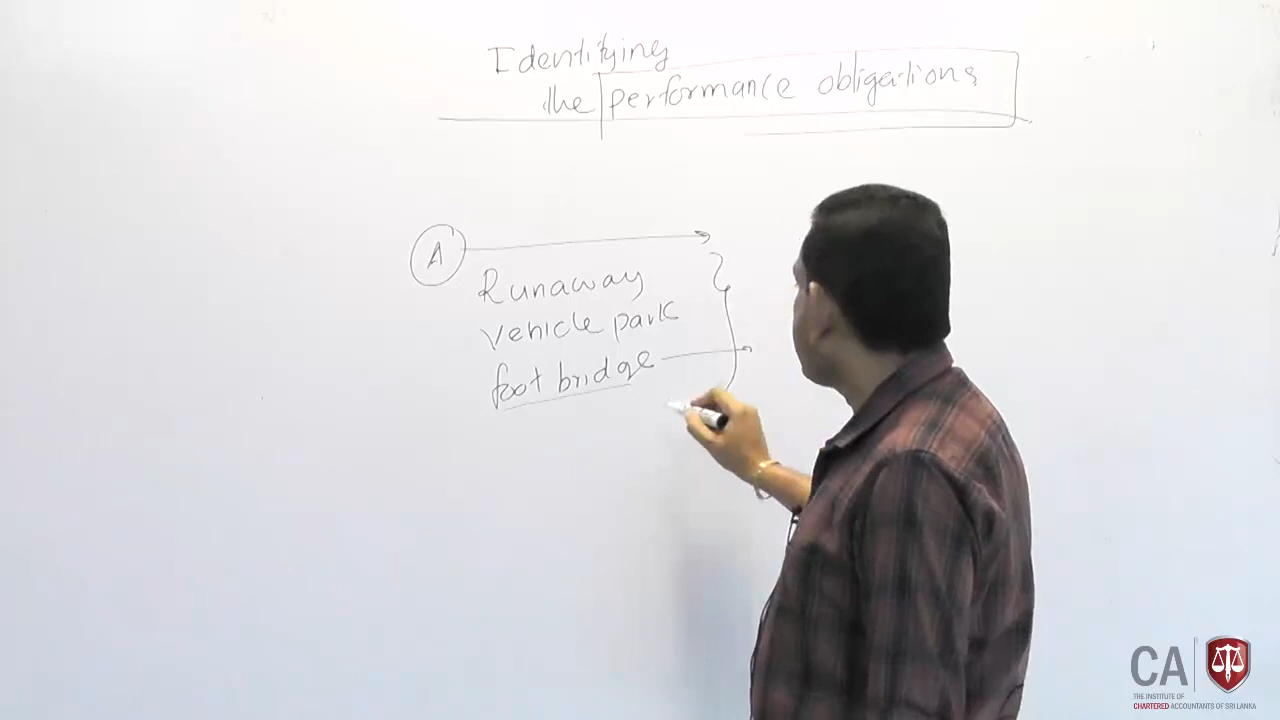 Identifying
the performance obligations
A
Runaway
Vehicle park
foot bridge
CA
THE INSTITUTE OF
CHARTERED ACCOUNTANTS OF SRI LANKA